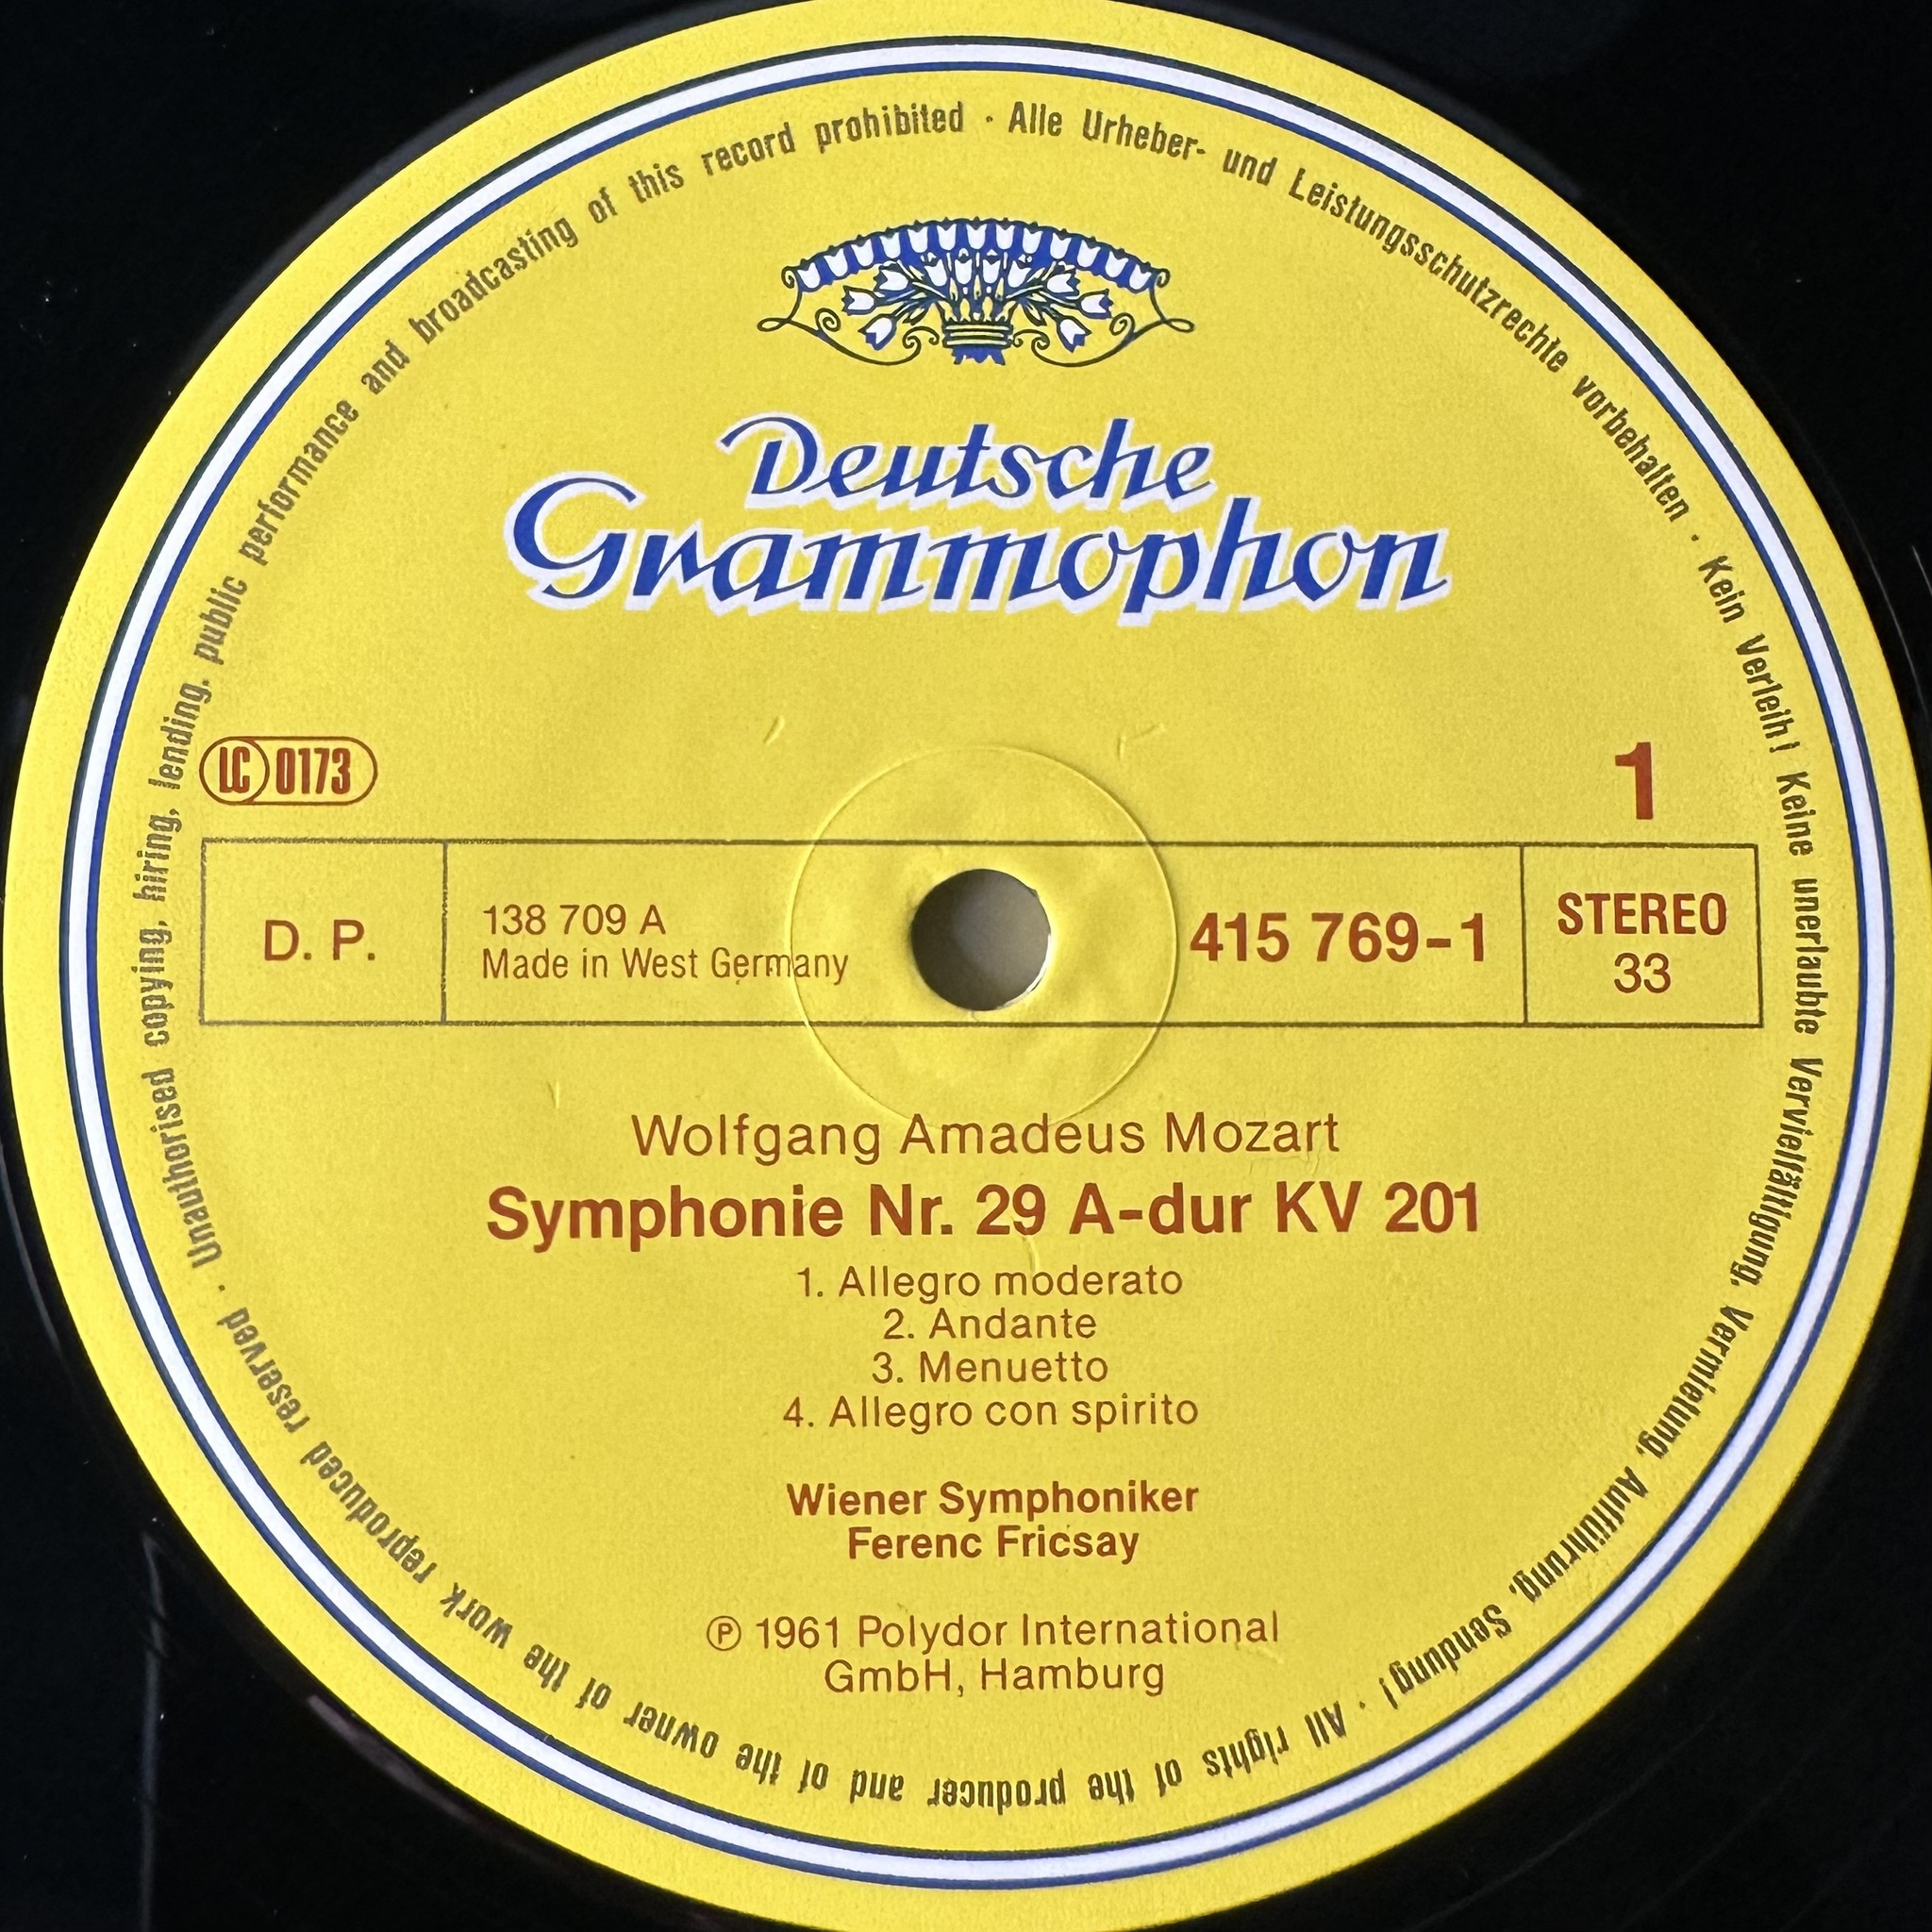 Deutsche
Grammophon
LC 0173
1
D. P.
138 709 A
Made in West Germany
415 769-1
STEREO
33
Wolfgang Amadeus Mozart
Symphonie Nr. 29 A-dur KV 201
1. Allegro moderato
2. Andante
3. Menuetto
4. Allegro con spirito
Wiener Symphoniker
Ferenc Fricsay
Ⓟ 1961 Polydor International
GmbH, Hamburg
Alle Urheber- und Leistungsschutzrechte vorbehalten · Kein Verleih! Keine unerlaubte Vervielfältigung, Vermietung, Aufführung, Sendung! · All rights of the producer and of the owner of the work reproduced reserved · Unauthorised copying, hiring, lending, public performance and broadcasting of this record prohibited ·